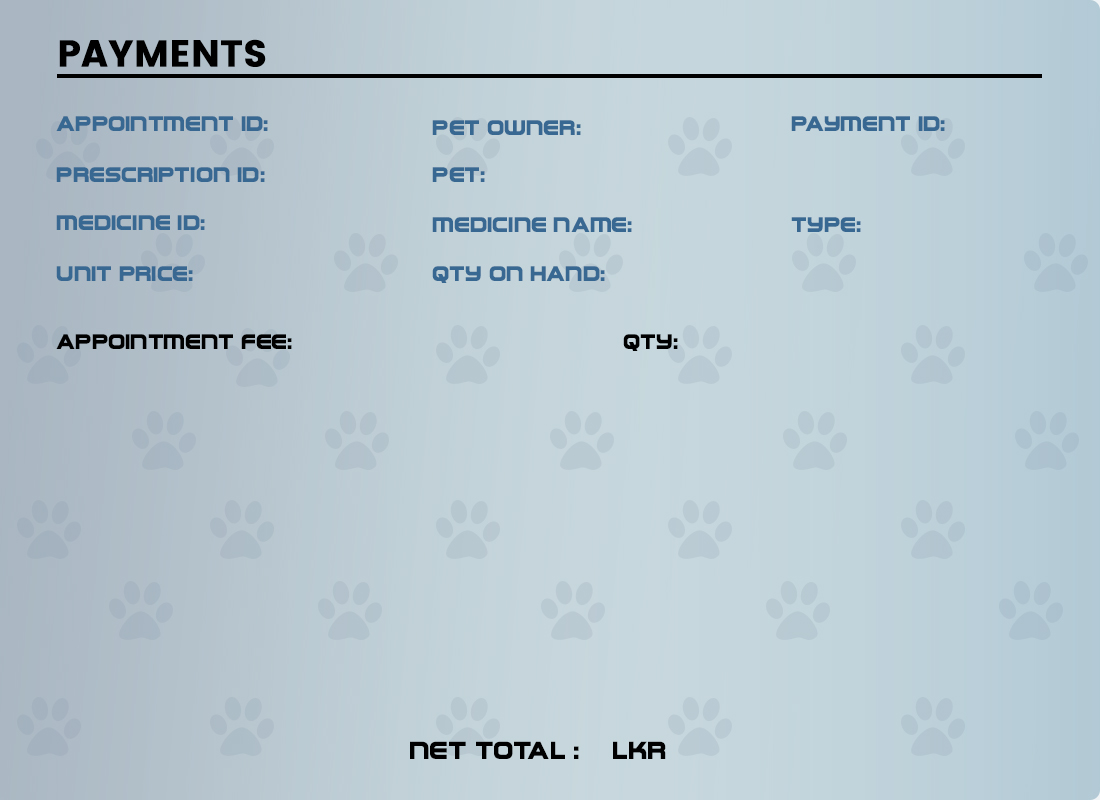 PAYMENTS
APPOINTMENT ID: PET OWNER: PAYMENT ID:
PRESCRIPTION ID: PET:
MEDICINE ID: MEDICINE NAME: TYPE:
UNIT PRICE: QTY ON HAND:
APPOINTMENT FEE: QTY:
NET TOTAL : LKR